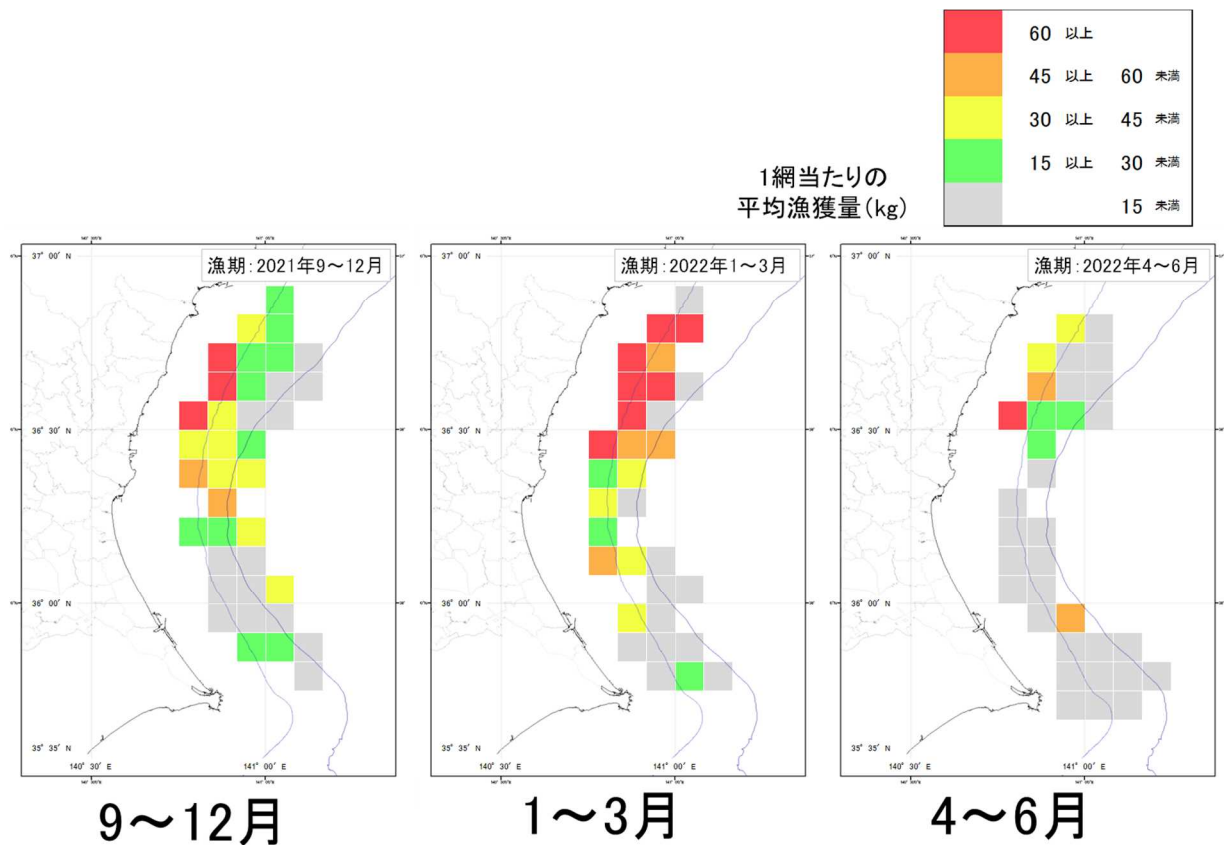 60 以上
45 以上 60 未満
30 以上 45 未満
15 以上 30 未満
15 未満
1網当たりの
平均漁獲量(kg)
漁期:2021年9～12月
37° 00′ N
36° 30′ N
36° 00′ N
35° 35′ N
140° 30′ E
141° 00′ E
9～12月
漁期:2022年1～3月
37° 00′ N
36° 30′ N
36° 00′ N
35° 35′ N
140° 30′ E
141° 00′ E
1～3月
漁期:2022年4～6月
37° 00′ N
36° 30′ N
36° 00′ N
35° 35′ N
140° 30′ E
141° 00′ E
4～6月